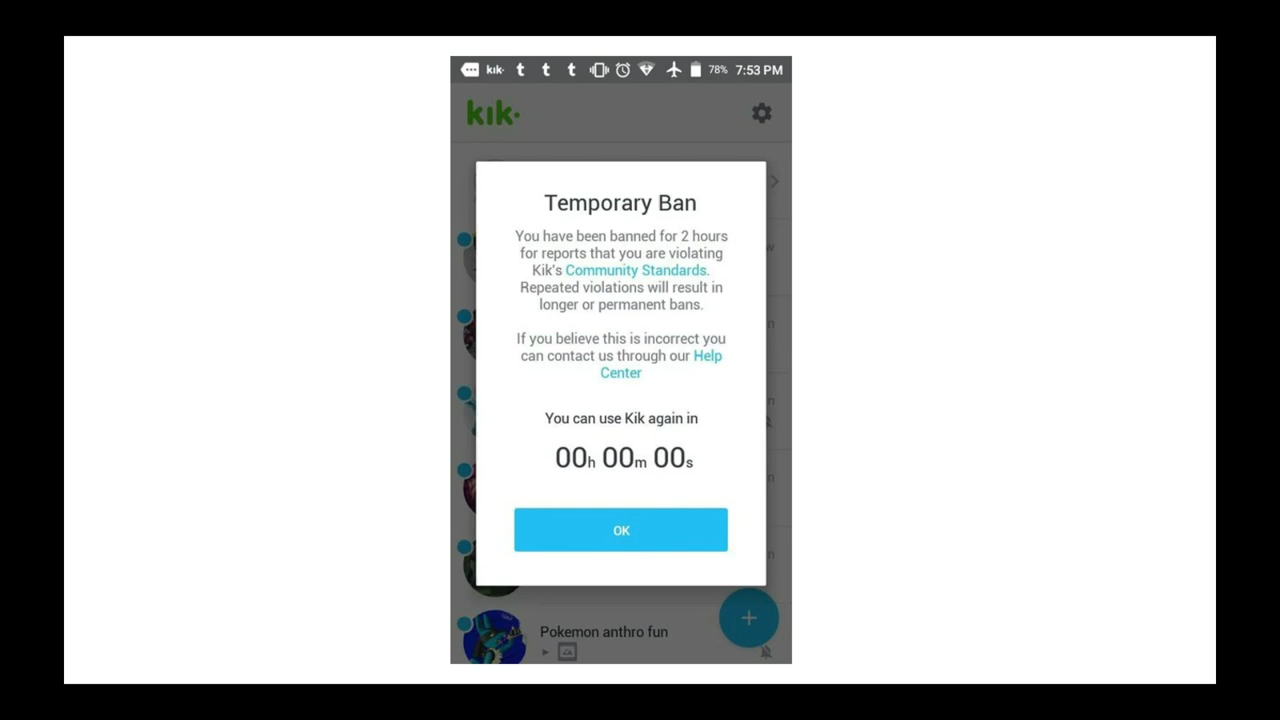 kik. t t t 78% 7:53 PM
kik.
Temporary Ban
You have been banned for 2 hours
for reports that you are violating
Kik's Community Standards.
Repeated violations will result in
longer or permanent bans.
If you believe this is incorrect you
can contact us through our Help
Center
You can use Kik again in
00h 00m 00s
OK
Pokemon anthro fun